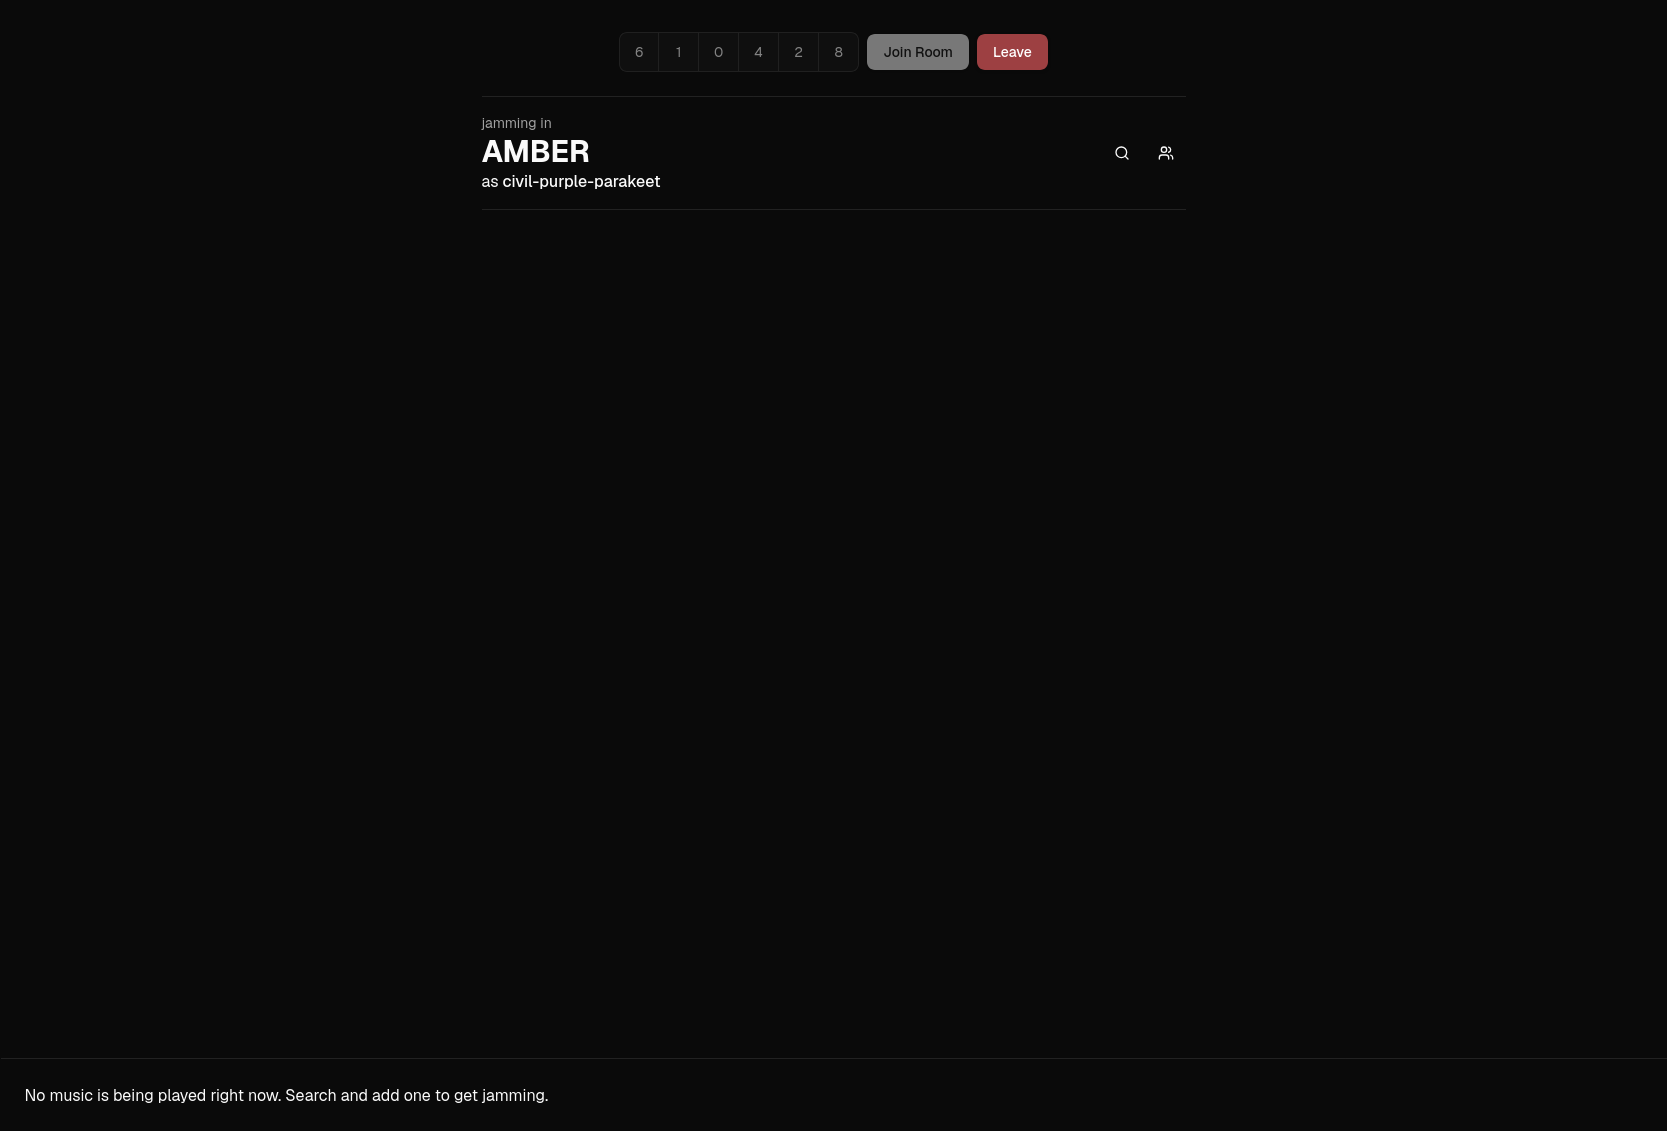 6 1 0 4 2 8 Join Room Leave
jamming in
AMBER
as civil-purple-parakeet
No music is being played right now. Search and add one to get jamming.